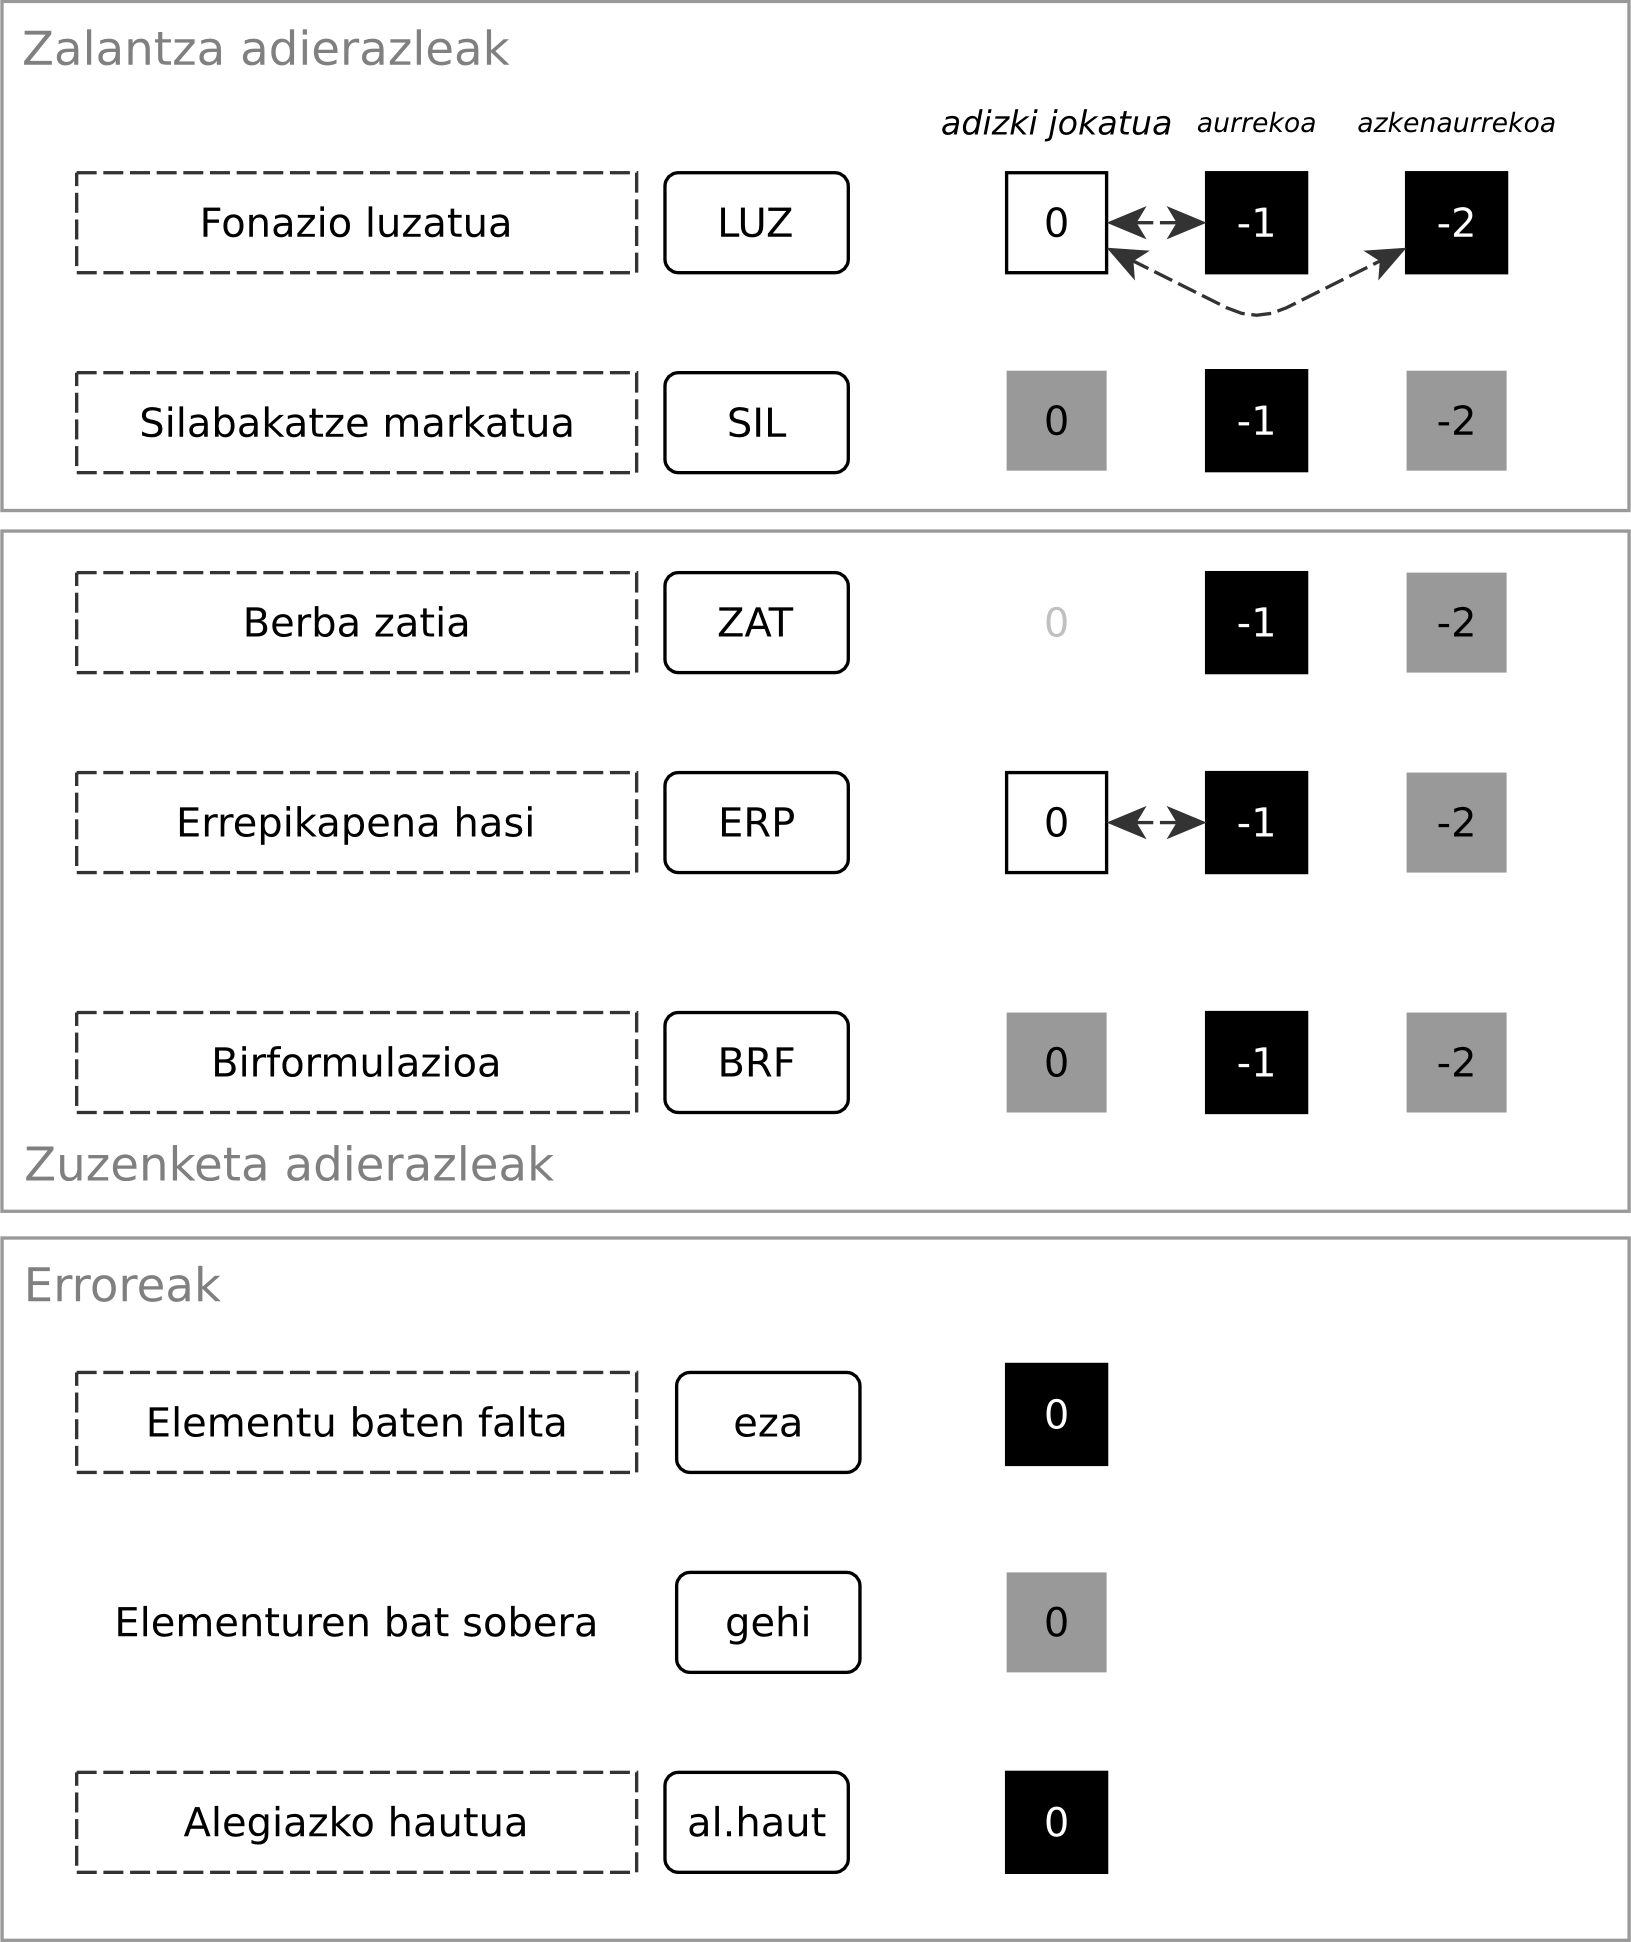 Zalantza adierazleak
adizki jokatua aurrekoa azkenaurrekoa
Fonazio luzatua LUZ 0 -1 -2
Silabakatze markatua SIL 0 -1 -2
Berba zatia ZAT 0 -1 -2
Errepikapena hasi ERP 0 -1 -2
Birformulazioa BRF 0 -1 -2
Zuzenketa adierazleak
Erroreak
Elementu baten falta eza 0
Elementuren bat sobera gehi 0
Alegiazko hautua al.haut 0